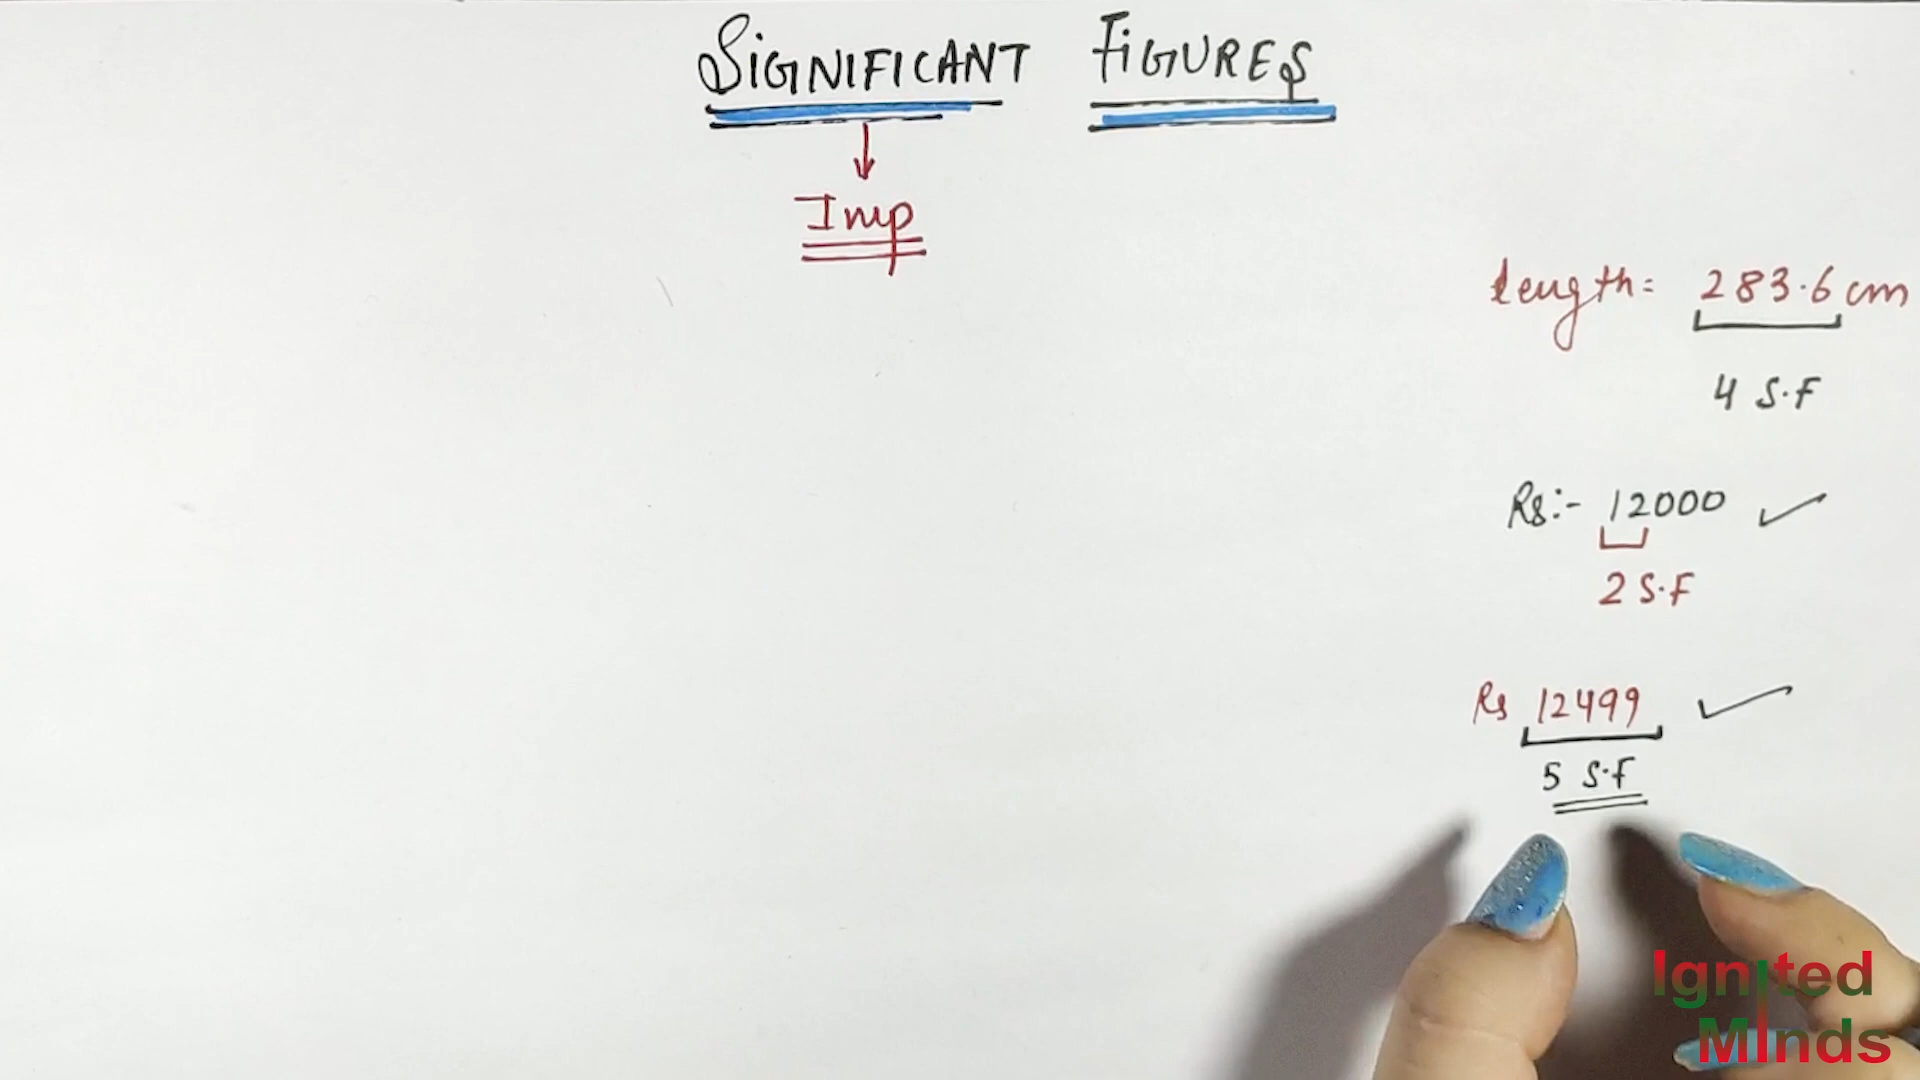 SIGNIFICANT FIGURES
Imp
length= 283.6 cm
4 S.F
Rs:- 12000
2 S.F
Rs 12499
5 S.F
Ignited
Minds